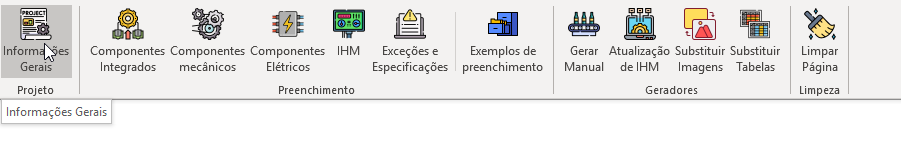 PROJECT
Informações
Gerais
Componentes
Integrados
Componentes
mecânicos
Componentes
Elétricos
IHM
Exceções e
Especificações
Exemplos de
preenchimento
Gerar
Manual
Atualização
de IHM
Substituir
Imagens
Substituir
Tabelas
Limpar
Página
Projeto
Preenchimento
Geradores
Limpeza
Informações Gerais